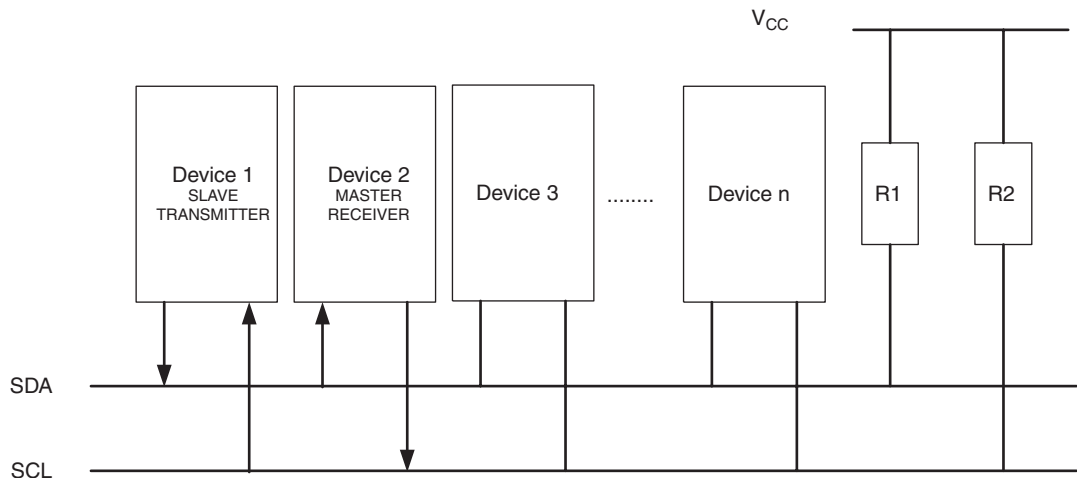 V_CC
Device 1
SLAVE
TRANSMITTER
Device 2
MASTER
RECEIVER
Device 3
........
Device n
R1
R2
SDA
SCL